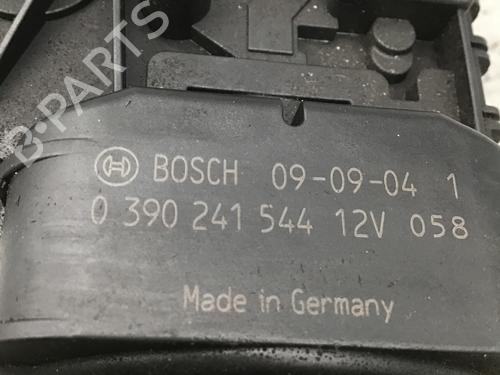 B-PARTS
BOSCH 09-09-04 1
0 390 241 544 12V 058
Made in Germany